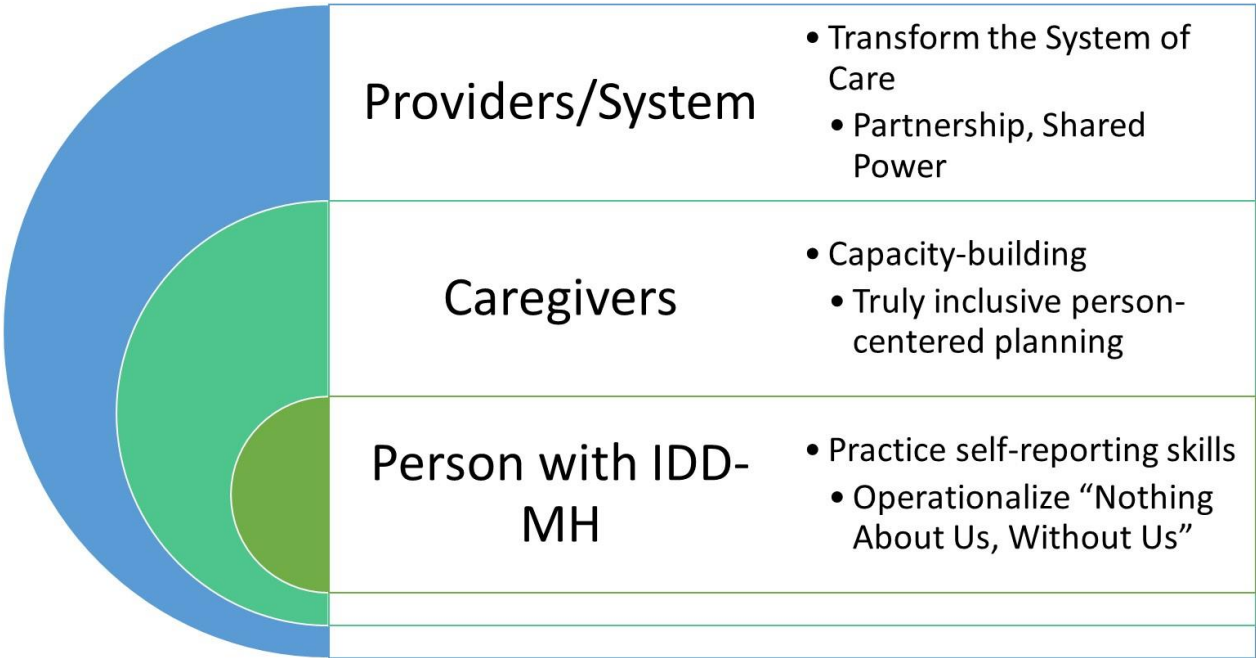 Providers/System
• Transform the System of
Care
• Partnership, Shared
Power
Caregivers
• Capacity-building
• Truly inclusive person-
centered planning
Person with IDD-
MH
• Practice self-reporting skills
• Operationalize “Nothing
About Us, Without Us”